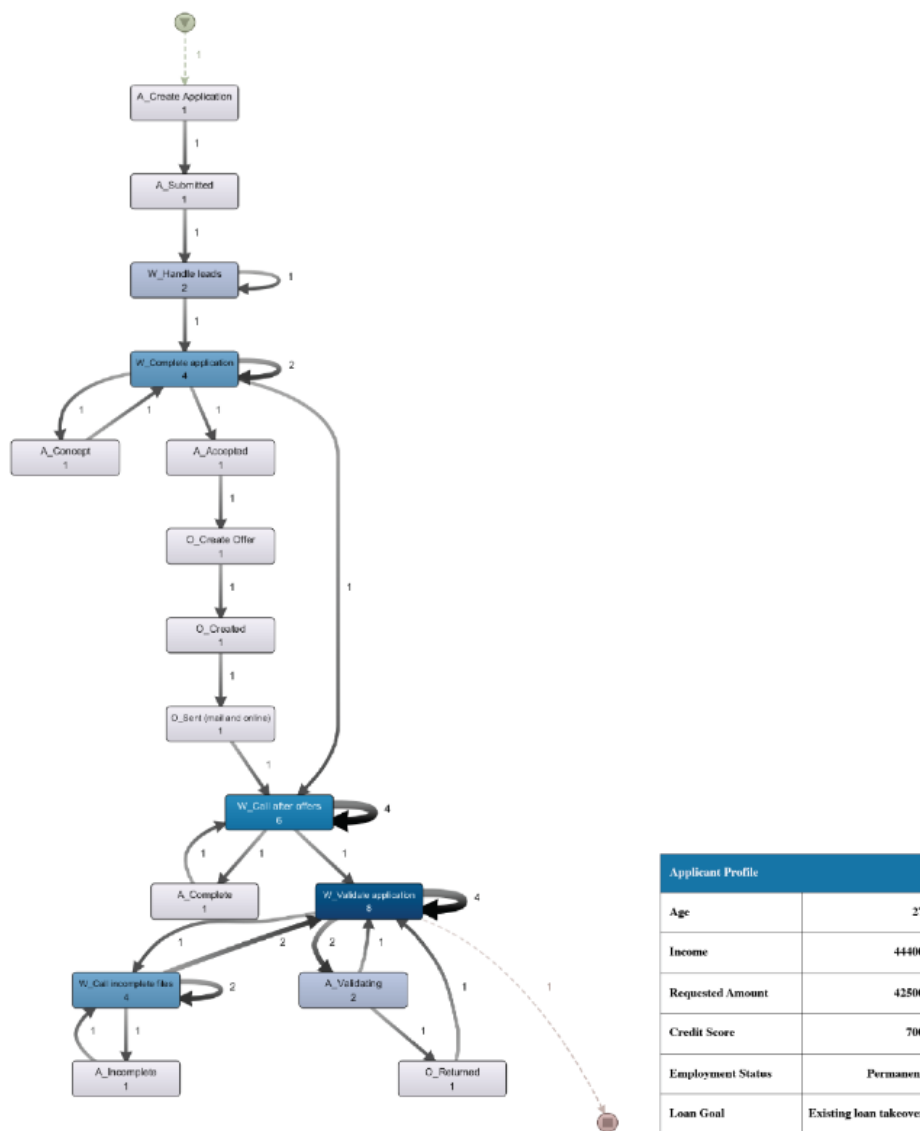 1
A_Create Application
1
1
A_Submitted
1
1
W_Handle leads
2
1
1
W_Complete application
4
2
1
1
1
1
A_Concept
1
A_Accepted
1
1
O_Create Offer
1
1
1
O_Created
1
1
O_Sent (mail and online)
1
1
W_Call after offers
6
4
1
1
1
A_Complete
1
W_Validate application
8
4
1
2
2
1
1
1
W_Call incomplete files
4
2
A_Validating
2
1
1
1
A_Incomplete
1
O_Returned
1
Applicant Profile
Age
Income
Requested Amount
Credit Score
Employment Status
Loan Goal Existing loan takeover